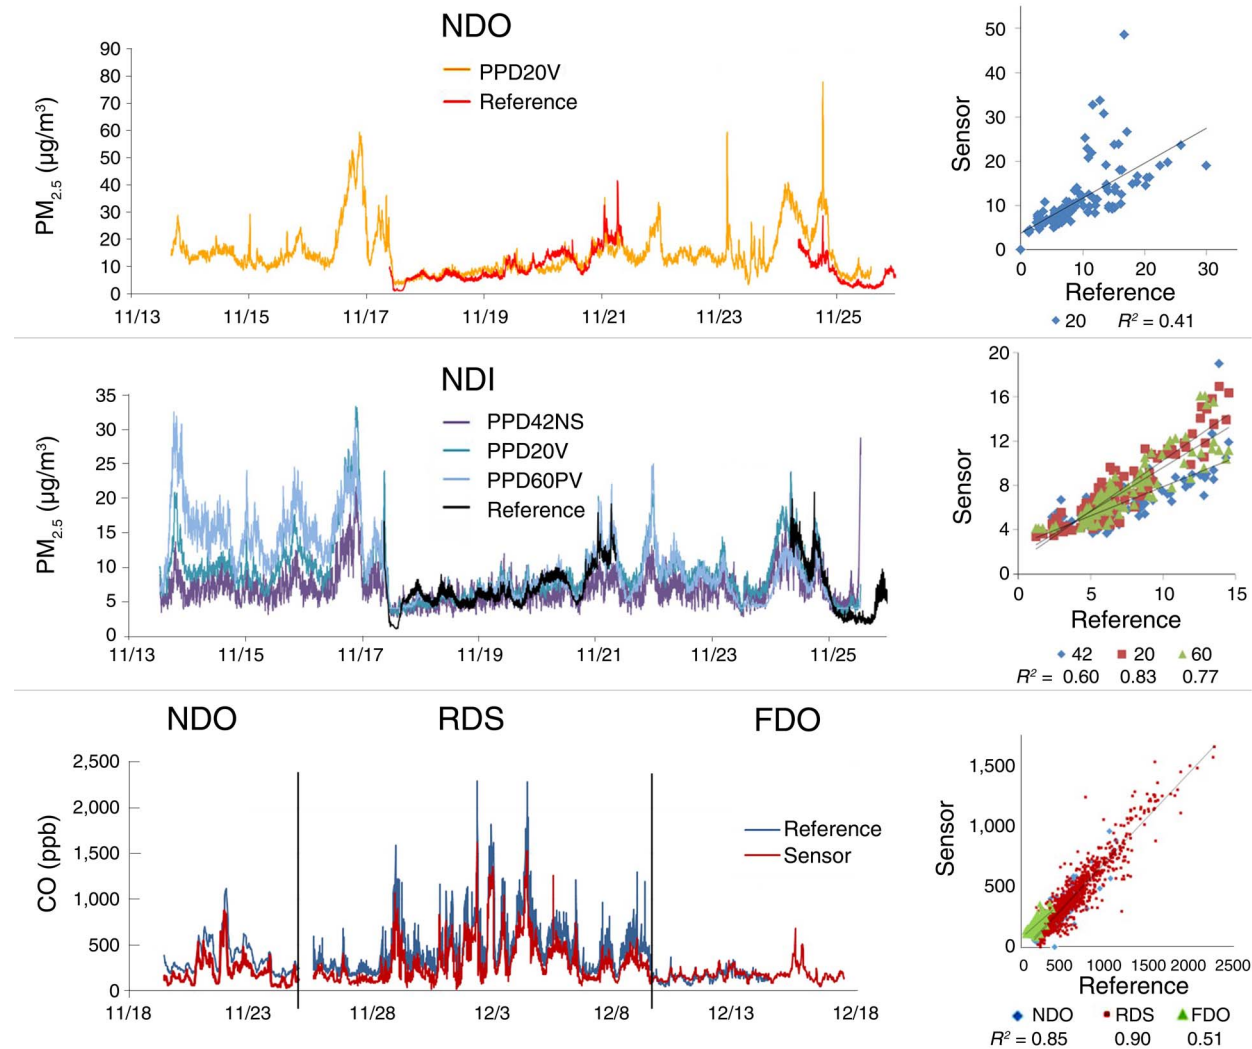 NDO
PPD20V
Reference
PM2.5 (μg/m³)
90
80
70
60
50
40
30
20
10
0
11/13 11/15 11/17 11/19 11/21 11/23 11/25
Sensor
50
40
30
20
10
0
0 10 20 30
Reference
20 R² = 0.41
NDI
PPD42NS
PPD20V
PPD60PV
Reference
PM2.5 (μg/m³)
35
30
25
20
15
10
5
0
11/13 11/15 11/17 11/19 11/21 11/23 11/25
Sensor
20
16
12
8
4
0
0 5 10 15
Reference
42 20 60
R² = 0.60 0.83 0.77
NDO RDS FDO
CO (ppb)
2,500
2,000
1,500
1,000
500
0
Reference
Sensor
11/18 11/23 11/28 12/3 12/8 12/13 12/18
Sensor
1,500
1,000
500
0
0 500 1000 1500 2000 2500
Reference
NDO RDS FDO
R² = 0.85 0.90 0.51